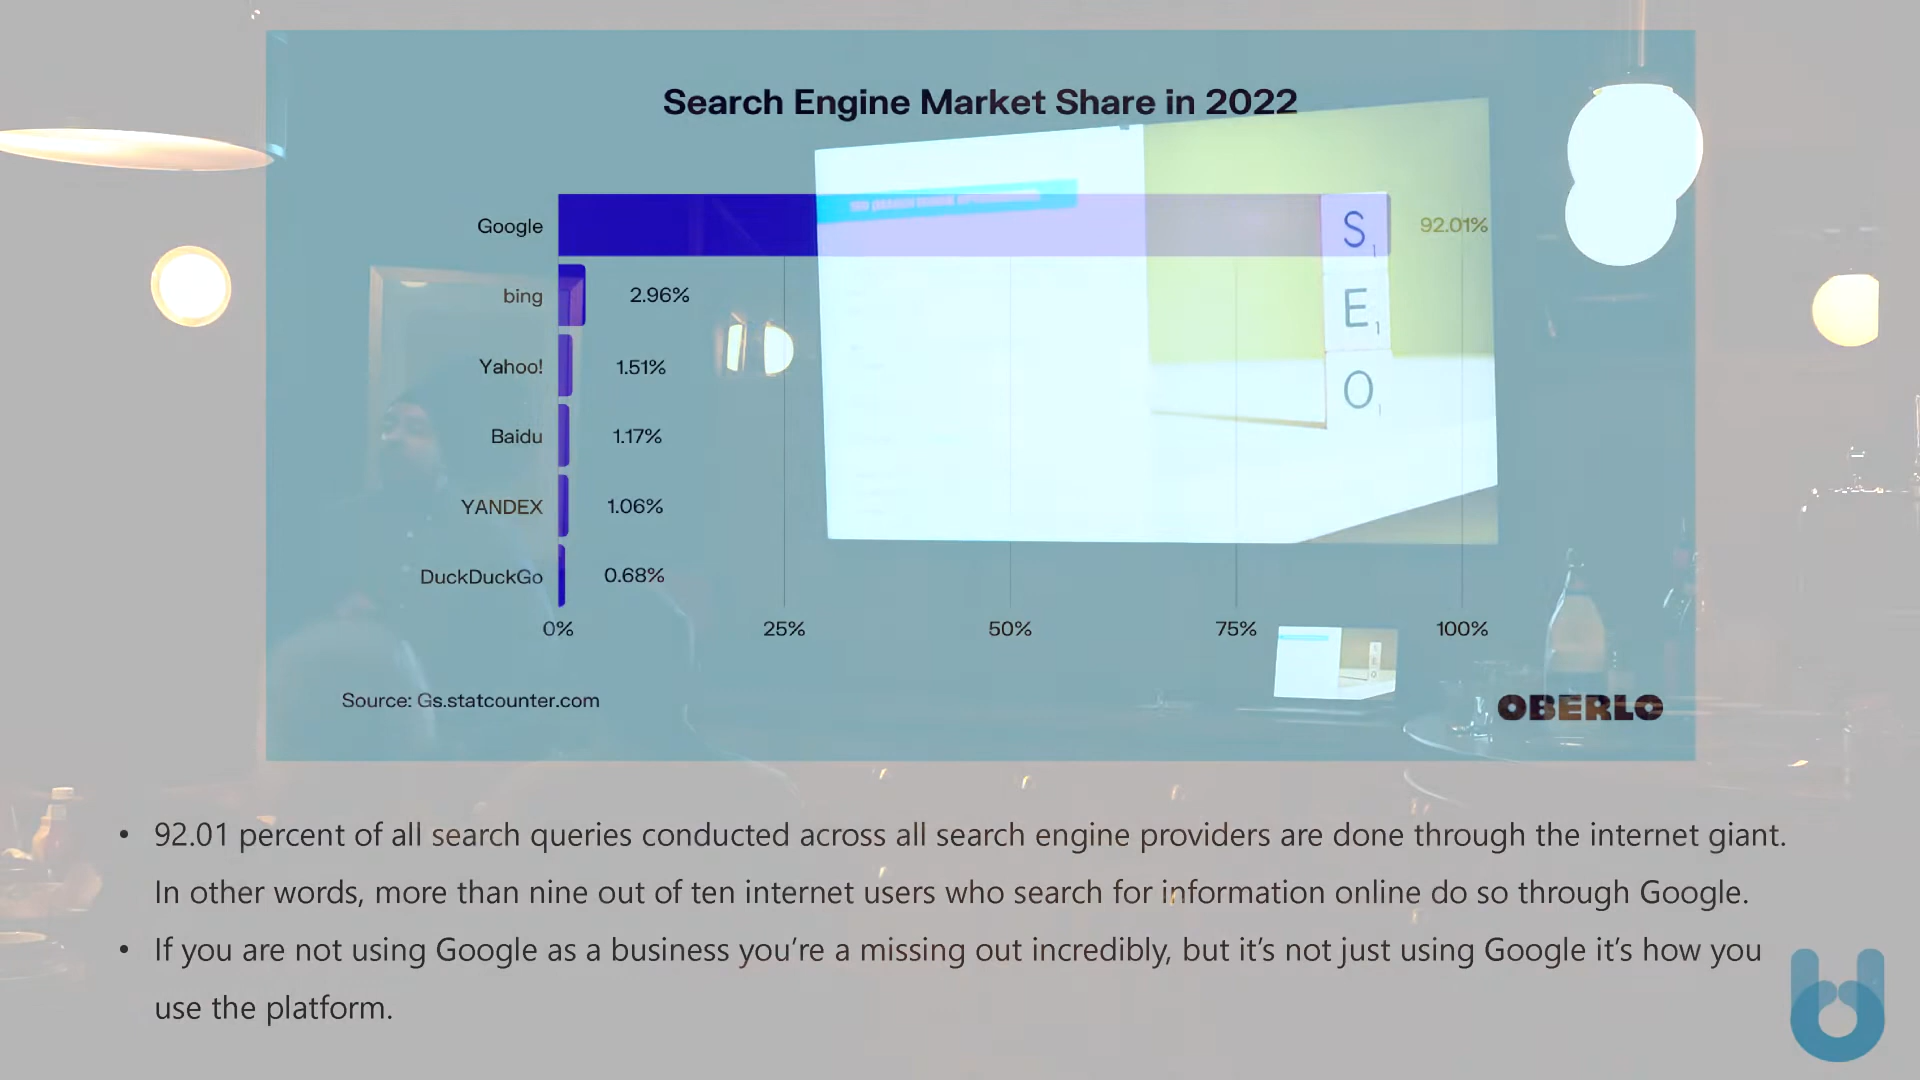 Search Engine Market Share in 2022
Google 92.01%
bing 2.96%
Yahoo! 1.51%
Baidu 1.17%
YANDEX 1.06%
DuckDuckGo 0.68%
0% 25% 50% 75% 100%
S1
E1
O1
Source: Gs.statcounter.com
OBERLO
• 92.01 percent of all search queries conducted across all search engine providers are done through the internet giant.
In other words, more than nine out of ten internet users who search for information online do so through Google.
• If you are not using Google as a business you’re a missing out incredibly, but it’s not just using Google it’s how you
use the platform.